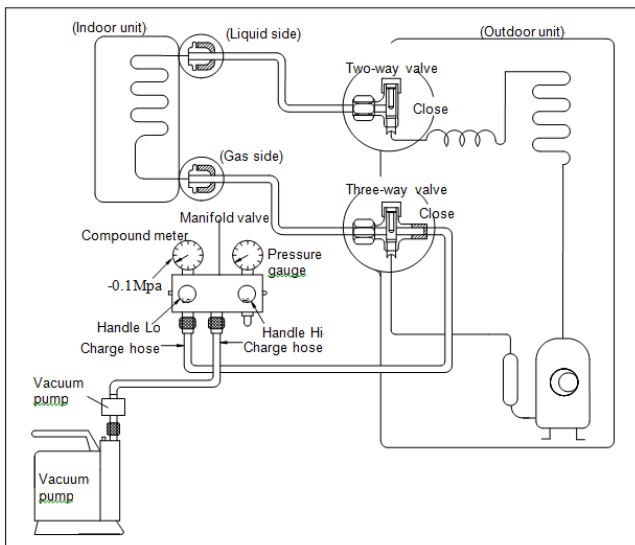 (Indoor unit)
(Liquid side)
(Outdoor unit)
Two-way valve
Close
(Gas side)
Three-way valve
Close
Manifold valve
Compound meter
Pressure
gauge
-0.1Mpa
Lo
Handle Lo
Handle Hi
Charge hose
Charge hose
Vacuum
pump
Vacuum
pump